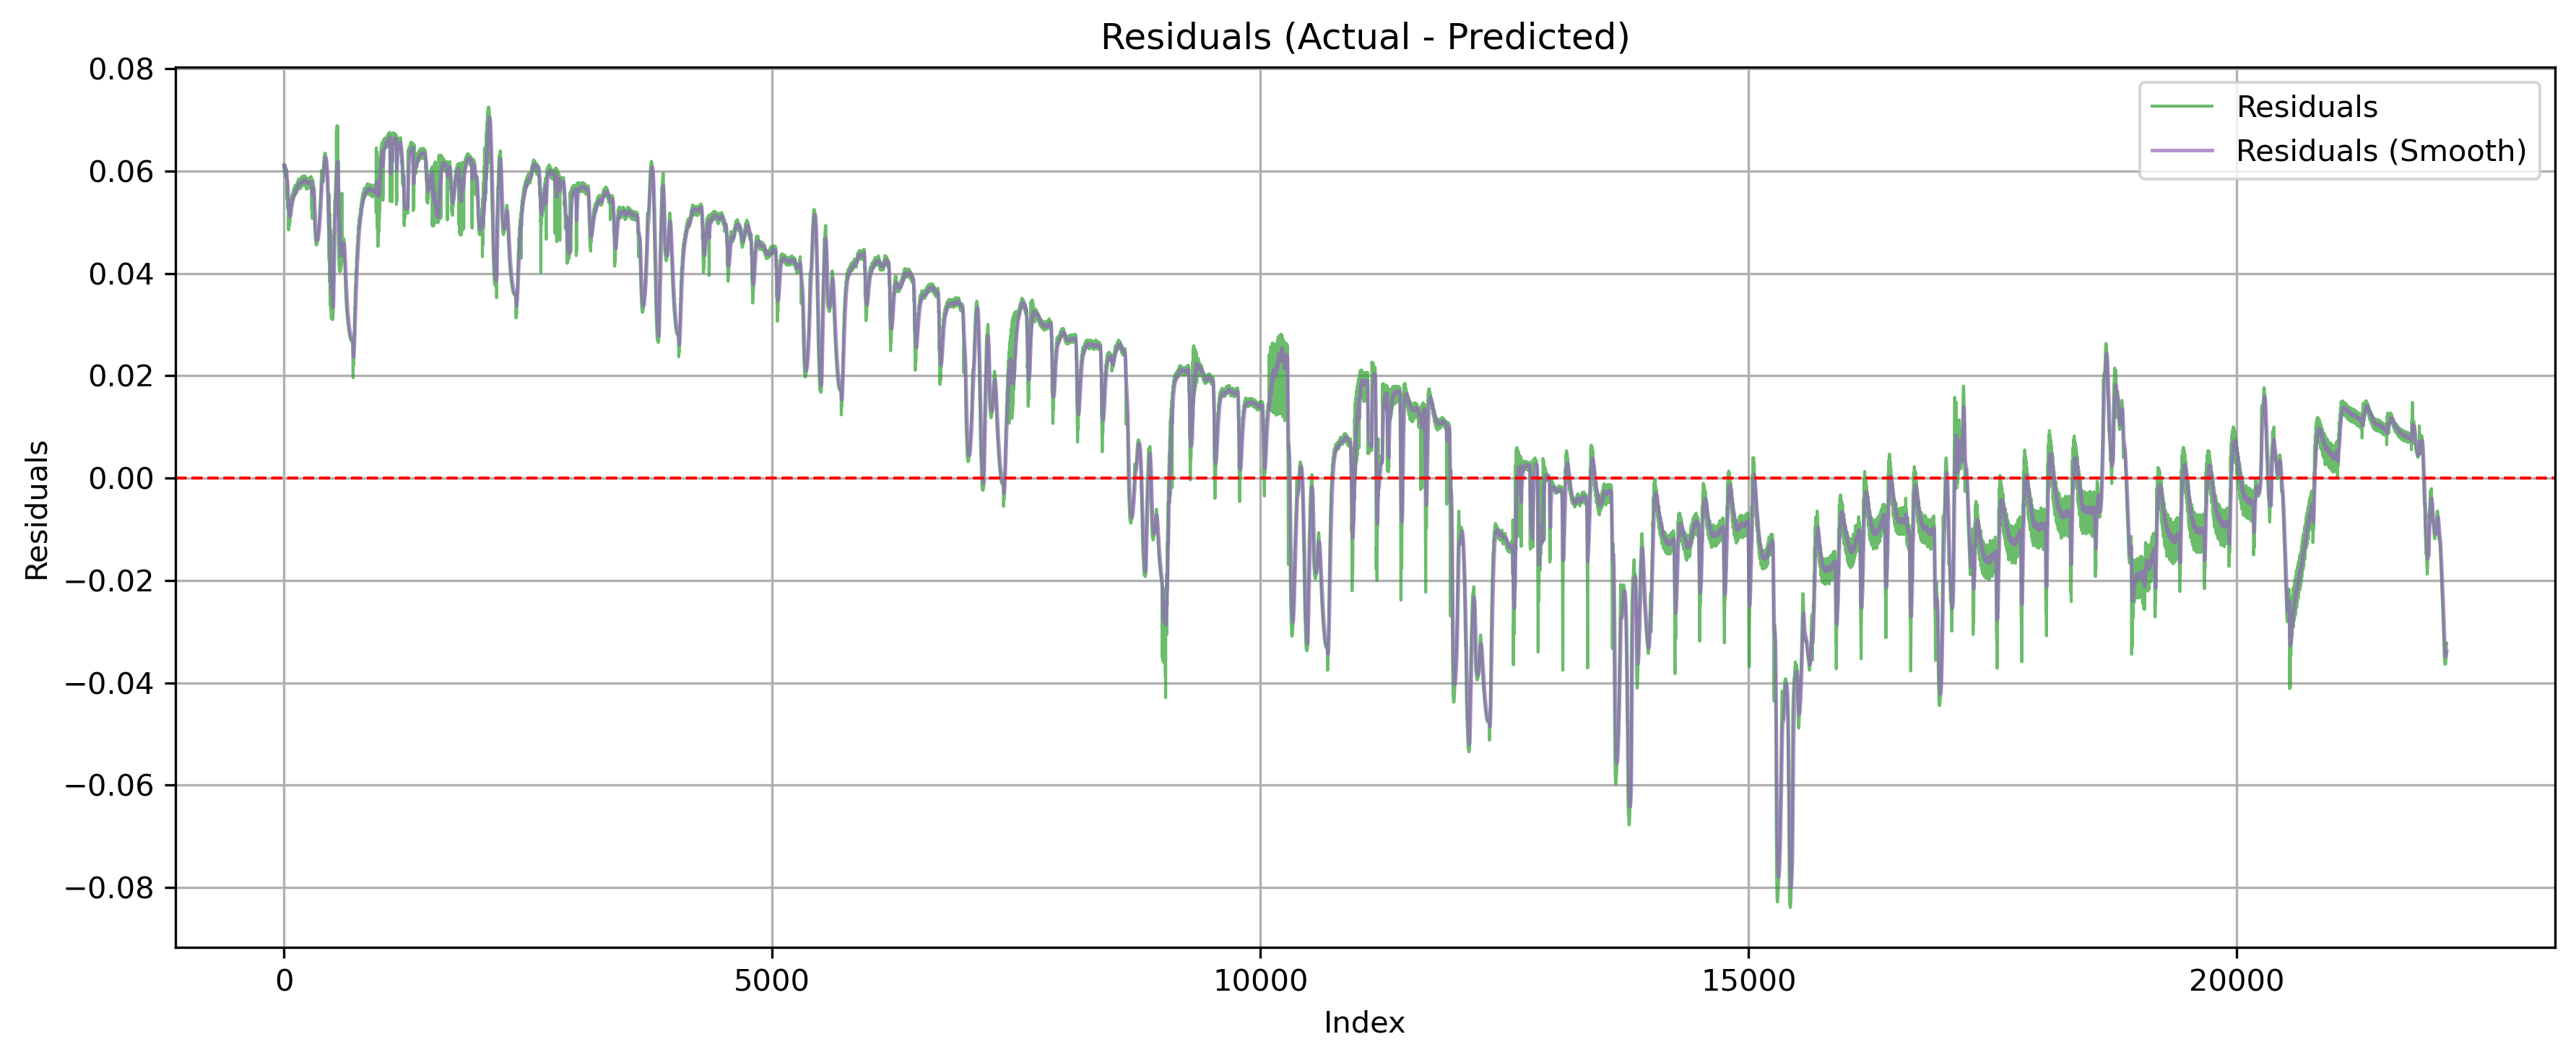 Residuals (Actual - Predicted)
Residuals
Residuals (Smooth)
Residuals
0.08
0.06
0.04
0.02
0.00
−0.02
−0.04
−0.06
−0.08
0
5000
10000
15000
20000
Index